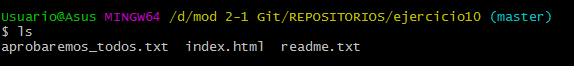 Usuario@Asus MINGW64 /d/mod 2-1 Git/REPOSITORIOS/ejercicio10 (master)
$ ls
aprobaremos_todos.txt  index.html  readme.txt